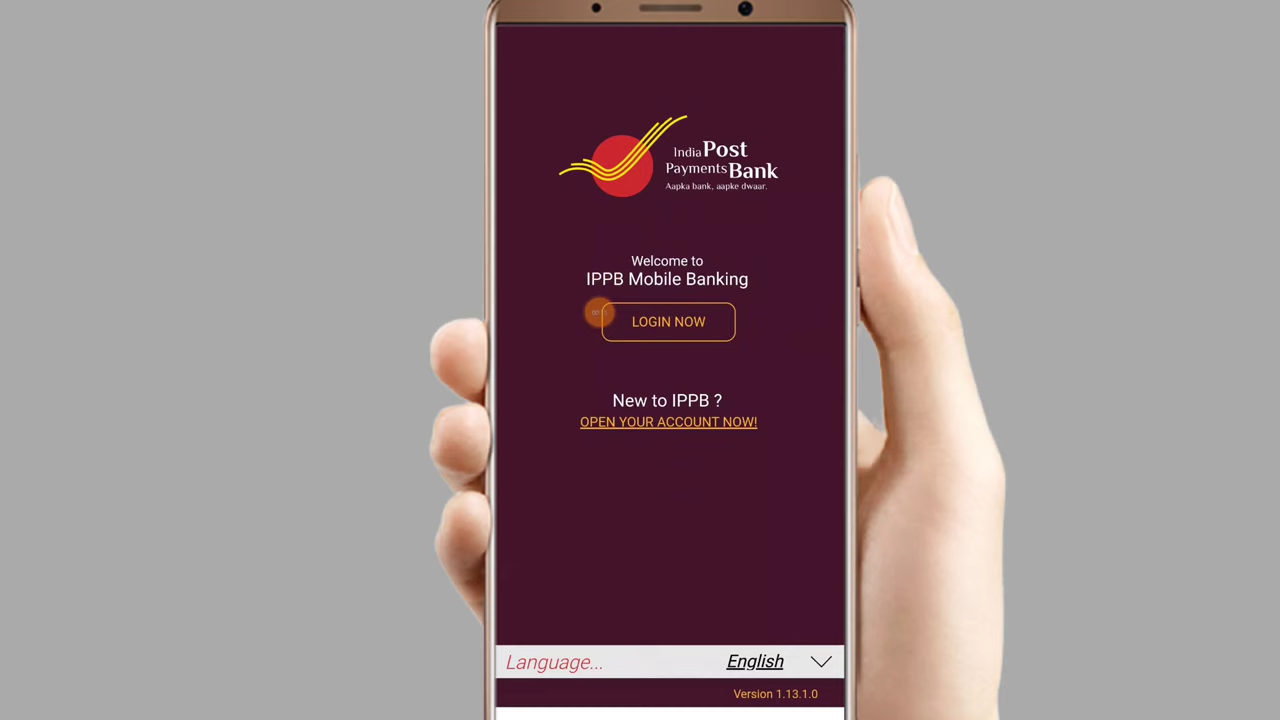 India Post
Payments Bank
Aapka bank, aapke dwaar.
Welcome to
IPPB Mobile Banking
LOGIN NOW
New to IPPB ?
OPEN YOUR ACCOUNT NOW!
Language... English
Version 1.13.1.0